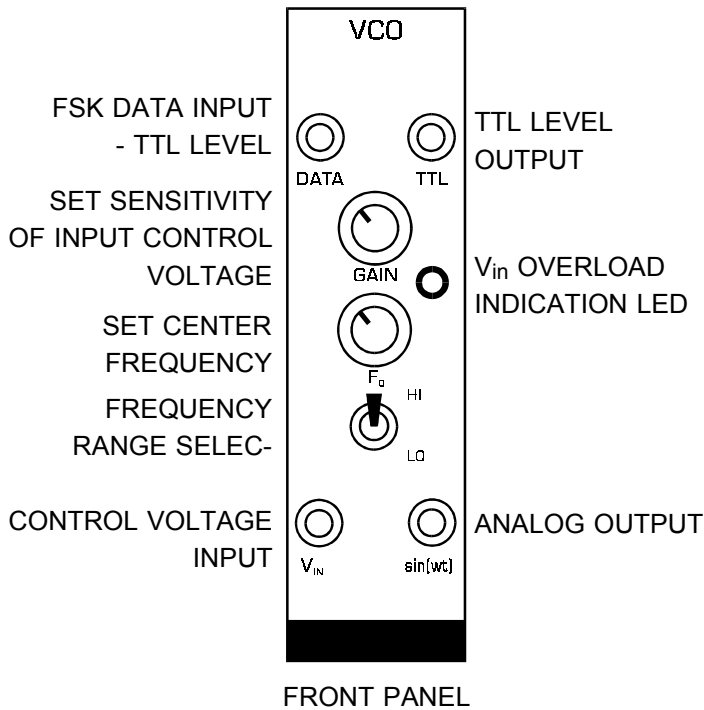 VCO
FSK DATA INPUT
- TTL LEVEL
TTL LEVEL
OUTPUT
DATA
TTL
SET SENSITIVITY
OF INPUT CONTROL
VOLTAGE
GAIN
Vin OVERLOAD
INDICATION LED
SET CENTER
FREQUENCY
Fo
HI
FREQUENCY
RANGE SELEC-
LO
CONTROL VOLTAGE
INPUT
ANALOG OUTPUT
VIN
sin(wt)
FRONT PANEL